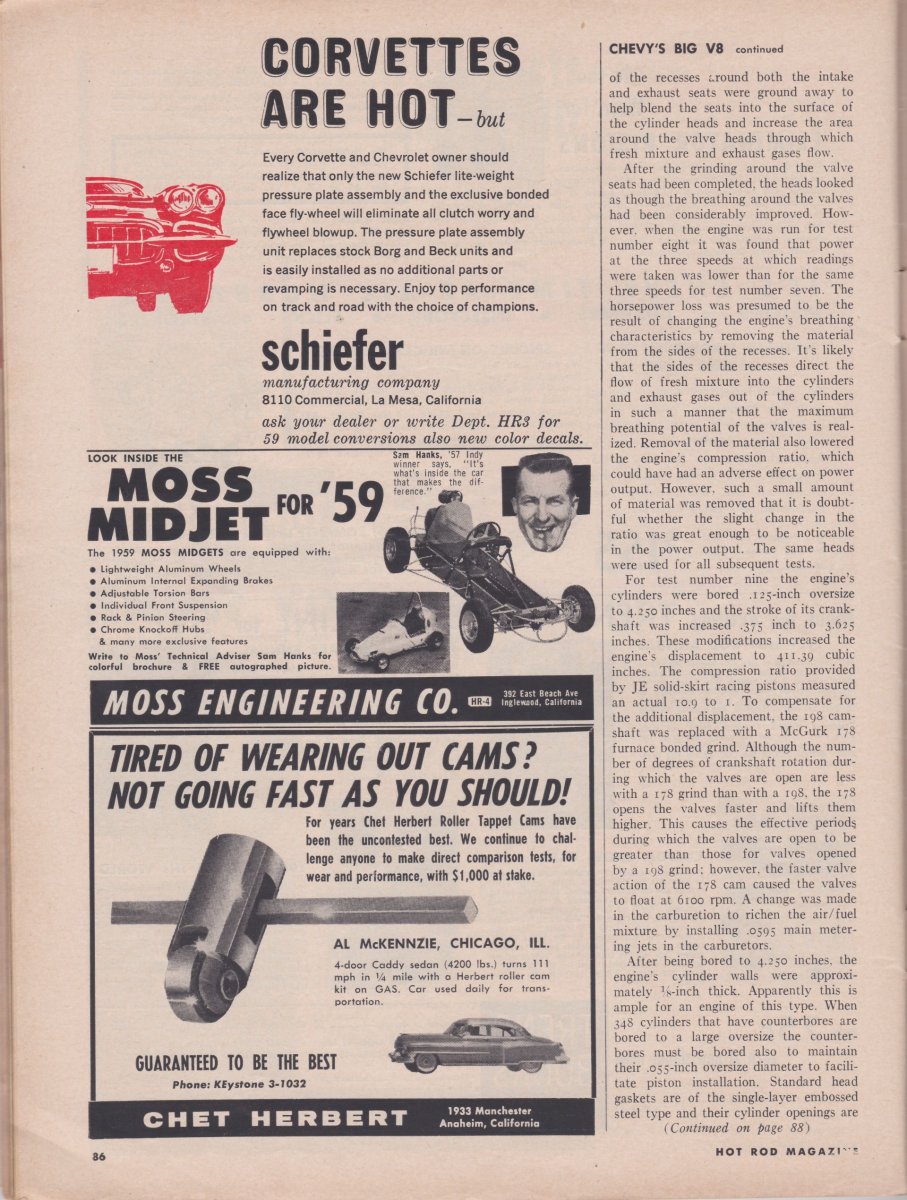 CORVETTES
ARE HOT – but
Every Corvette and Chevrolet owner should
realize that only the new Schiefer lite-weight
pressure plate assembly and the exclusive bonded
face fly-wheel will eliminate all clutch worry and
flywheel blowup. The pressure plate assembly
unit replaces stock Borg and Beck units and
is easily installed as no additional parts or
revamping is necessary. Enjoy top performance
on track and road with the choice of champions.
schiefer
manufacturing company
8110 Commercial, La Mesa, California
ask your dealer or write Dept. HR3 for
59 model conversions also new color decals.
LOOK INSIDE THE
MOSS
MIDJET
FOR '59
Sam Hanks, '57 Indy
winner says, "It's
what's inside the car
that makes the dif-
ference."
The 1959 MOSS MIDGETS are equipped with:
● Lightweight Aluminum Wheels
● Aluminum Internal Expanding Brakes
● Adjustable Torsion Bars
● Individual Front Suspension
● Rack & Pinion Steering
● Chrome Knockoff Hubs
& many more exclusive features
Write to Moss' Technical Adviser Sam Hanks for
colorful brochure & FREE autographed picture.
MOSS ENGINEERING CO. HR-4
392 East Beach Ave
Inglewood, California
TIRED OF WEARING OUT CAMS?
NOT GOING FAST AS YOU SHOULD!
For years Chet Herbert Roller Tappet Cams have
been the uncontested best. We continue to chal-
lenge anyone to make direct comparison tests, for
wear and performance, with $1,000 at stake.
AL McKENNZIE, CHICAGO, ILL.
4-door Caddy sedan (4200 lbs.) turns 111
mph in ¼ mile with a Herbert roller cam
kit on GAS. Car used daily for trans-
portation.
GUARANTEED TO BE THE BEST
Phone: KEystone 3-1032
CHET HERBERT
1933 Manchester
Anaheim, California
86
CHEVY'S BIG V8 continued
of the recesses around both the intake
and exhaust seats were ground away to
help blend the seats into the surface of
the cylinder heads and increase the area
around the valve heads through which
fresh mixture and exhaust gases flow.
After the grinding around the valve
seats had been completed, the heads looked
as though the breathing around the valves
had been considerably improved. How-
ever, when the engine was run for test
number eight it was found that power
at the three speeds at which readings
were taken was lower than for the same
three speeds for test number seven. The
horsepower loss was presumed to be the
result of changing the engine's breathing
characteristics by removing the material
from the sides of the recesses. It's likely
that the sides of the recesses direct the
flow of fresh mixture into the cylinders
and exhaust gases out of the cylinders
in such a manner that the maximum
breathing potential of the valves is real-
ized. Removal of the material also lowered
the engine's compression ratio, which
could have had an adverse effect on power
output. However, such a small amount
of material was removed that it is doubt-
ful whether the slight change in the
ratio was great enough to be noticeable
in the power output. The same heads
were used for all subsequent tests.
For test number nine the engine's
cylinders were bored .125-inch oversize
to 4.250 inches and the stroke of its crank-
shaft was increased .375 inch to 3.625
inches. These modifications increased the
engine's displacement to 411.39 cubic
inches. The compression ratio provided
by JE solid-skirt racing pistons measured
an actual 10.9 to 1. To compensate for
the additional displacement, the 198 cam-
shaft was replaced with a McGurk 178
furnace bonded grind. Although the num-
ber of degrees of crankshaft rotation dur-
ing which the valves are open are less
with a 178 grind than with a 198, the 178
opens the valves faster and lifts them
higher. This causes the effective periods
during which the valves are open to be
greater than those for valves opened
by a 198 grind; however, the faster valve
action of the 178 cam caused the valves
to float at 6100 rpm. A change was made
in the carburetion to richen the air/fuel
mixture by installing .0595 main meter-
ing jets in the carburetors.
After being bored to 4.250 inches, the
engine's cylinder walls were approxi-
mately ⅛-inch thick. Apparently this is
ample for an engine of this type. When
348 cylinders that have counterbores are
bored to a large oversize the counter-
bores must be bored also to maintain
their .055-inch oversize diameter to facili-
tate piston installation. Standard head
gaskets are of the single-layer embossed
steel type and their cylinder openings are
(Continued on page 88)
HOT ROD MAGAZINE